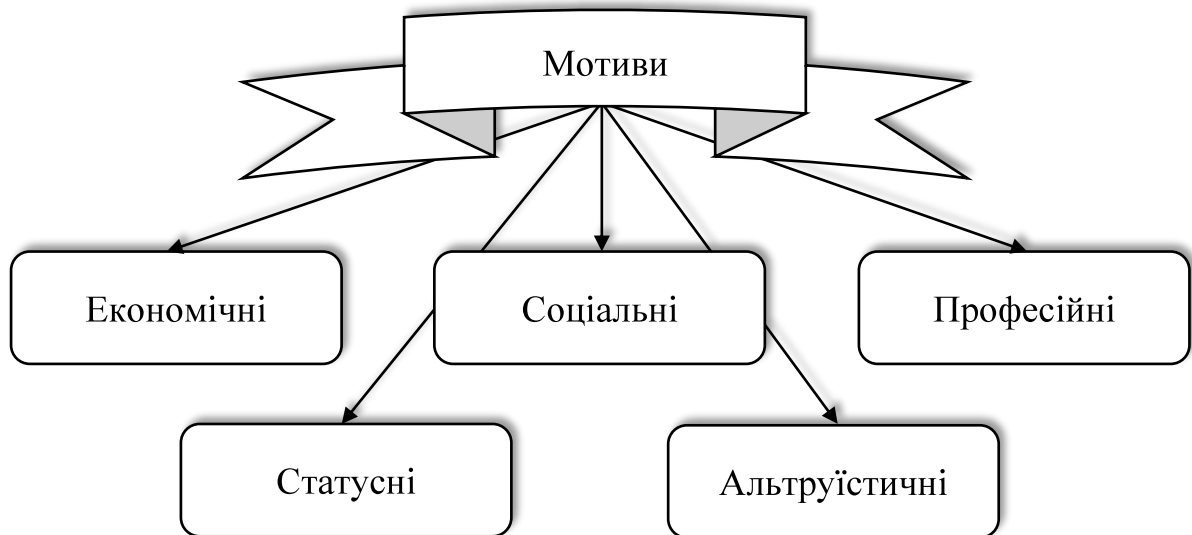 Мотиви
Економічні
Соціальні
Професійні
Статусні
Альтруїстичні